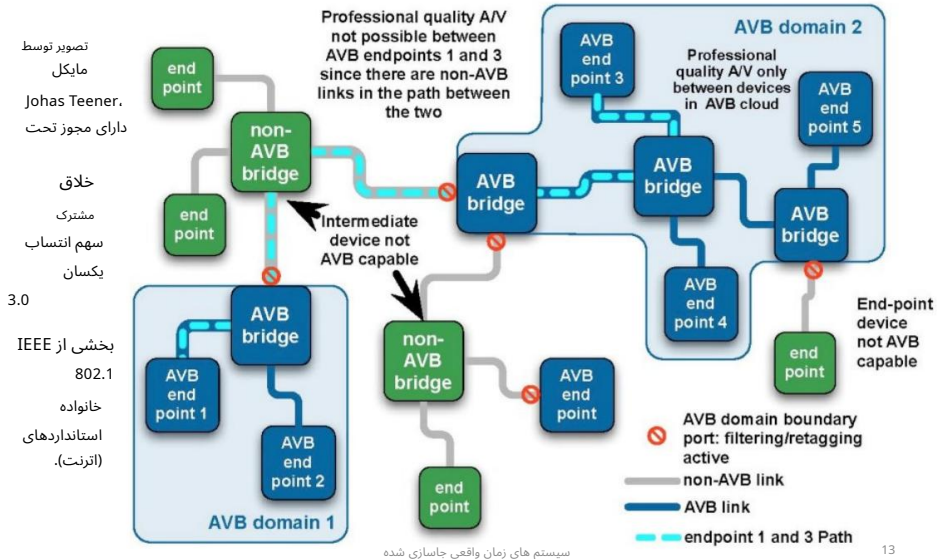 تصویر توسط
مایکل
Johas Teener،
دارای مجوز تحت
خلاق
مشترک
سهم انتساب
یکسان
3.0
بخشی از IEEE
802.1
خانواده
استانداردهای
(اترنت).
Professional quality A/V
not possible between
AVB endpoints 1 and 3
since there are non-AVB
links in the path between
the two
AVB domain 2
Professional
quality A/V only
between devices
in AVB cloud
end
point
non-
AVB
bridge
end
point
AVB
end
point 3
AVB
end
point 5
AVB
bridge
AVB
bridge
AVB
bridge
Intermediate
device not
AVB capable
AVB
end
point 4
End-point
device
not AVB
capable
end
point
AVB
bridge
AVB
end
point 1
AVB
end
point 2
AVB domain 1
non-
AVB
bridge
AVB
end
point
end
point
AVB domain boundary
port: filtering/retagging
active
non-AVB link
AVB link
endpoint 1 and 3 Path
سیستم های زمان واقعی جاسازی شده
13